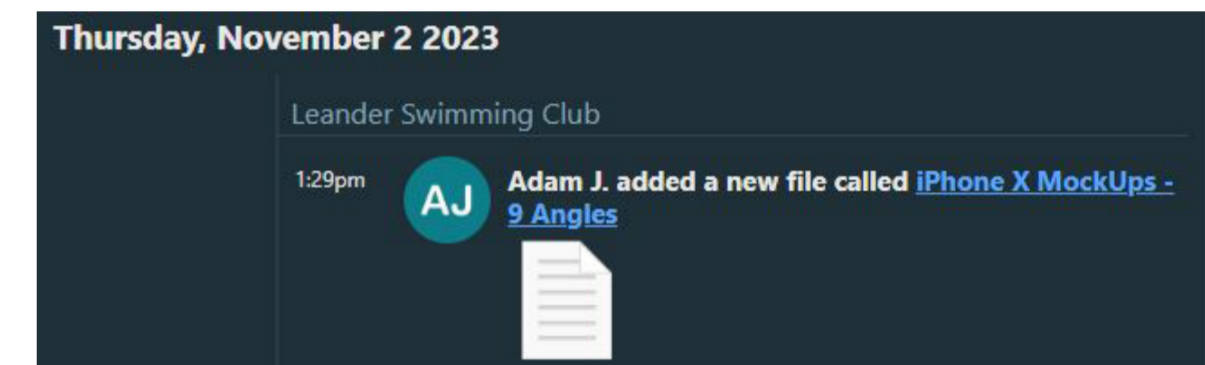 Thursday, November 2 2023
Leander Swimming Club
1:29pm
AJ
Adam J. added a new file called iPhone X MockUps -
9 Angles